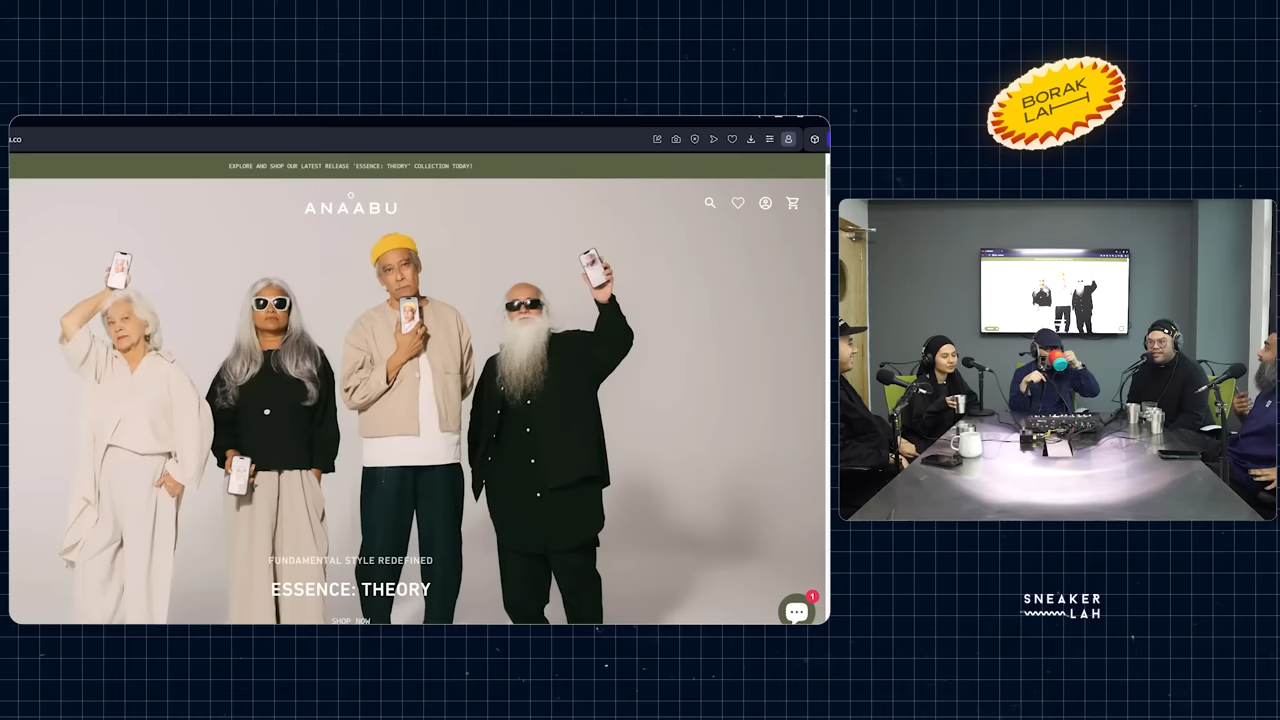 .co
EXPLORE AND SHOP OUR LATEST RELEASE 'ESSENCE: THEORY' COLLECTION TODAY!
ANAABU
FUNDAMENTAL STYLE REDEFINED
ESSENCE: THEORY
SHOP NOW
1
BORAK
LAH
SNEAKER
LAH